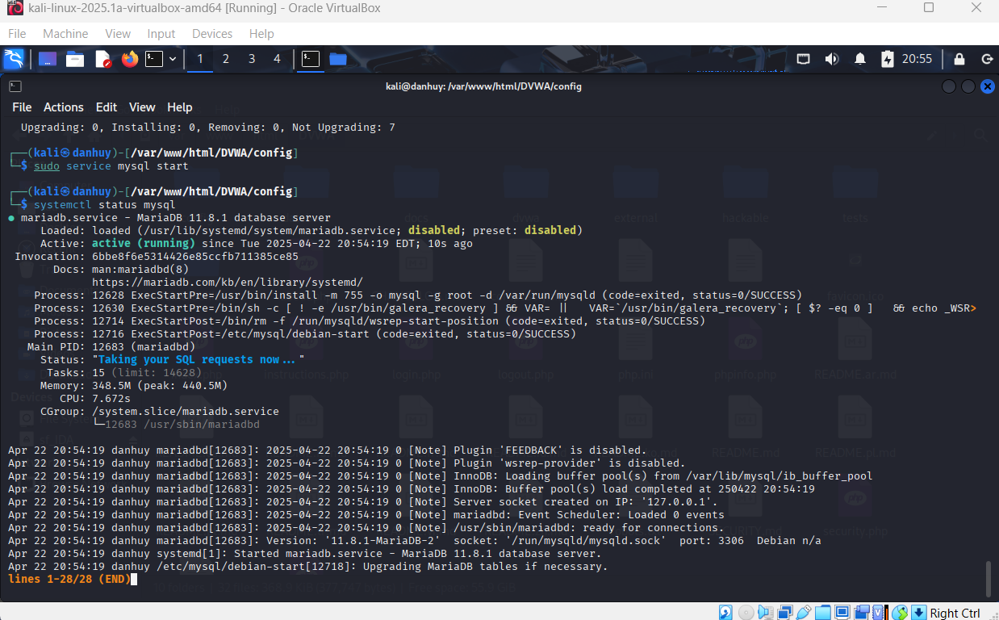 kali-linux-2025.1a-virtualbox-amd64 [Running] - Oracle VirtualBox
File Machine View Input Devices Help
1 2 3 4 20:55
kali@danhuy: /var/www/html/DVWA/config
File Actions Edit View Help
Upgrading: 0, Installing: 0, Removing: 0, Not Upgrading: 7
┌──(kali㉿danhuy)-[/var/www/html/DVWA/config]
└─$ sudo service mysql start
┌──(kali㉿danhuy)-[/var/www/html/DVWA/config]
└─$ systemctl status mysql
● mariadb.service - MariaDB 11.8.1 database server
Loaded: loaded (/usr/lib/systemd/system/mariadb.service; disabled; preset: disabled)
Active: active (running) since Tue 2025-04-22 20:54:19 EDT; 10s ago
Invocation: 6bbe8f6e5314426e85ccfb711385ce85
Docs: man:mariadbd(8)
https://mariadb.com/kb/en/library/systemd/
Process: 12628 ExecStartPre=/usr/bin/install -m 755 -o mysql -g root -d /var/run/mysqld (code=exited, status=0/SUCCESS)
Process: 12630 ExecStartPre=/bin/sh -c [ ! -e /usr/bin/galera_recovery ] && VAR= || VAR=`/usr/bin/galera_recovery`; [ $? -eq 0 ] && echo _WSR>
Process: 12714 ExecStartPost=/bin/rm -f /run/mysqld/wsrep-start-position (code=exited, status=0/SUCCESS)
Process: 12716 ExecStartPost=/etc/mysql/debian-start (code=exited, status=0/SUCCESS)
Main PID: 12683 (mariadbd)
Status: "Taking your SQL requests now..."
Tasks: 15 (limit: 14628)
Memory: 348.5M (peak: 440.5M)
CPU: 7.672s
CGroup: /system.slice/mariadb.service
└─12683 /usr/sbin/mariadbd
Apr 22 20:54:19 danhuy mariadbd[12683]: 2025-04-22 20:54:19 0 [Note] Plugin 'FEEDBACK' is disabled.
Apr 22 20:54:19 danhuy mariadbd[12683]: 2025-04-22 20:54:19 0 [Note] Plugin 'wsrep-provider' is disabled.
Apr 22 20:54:19 danhuy mariadbd[12683]: 2025-04-22 20:54:19 0 [Note] InnoDB: Loading buffer pool(s) from /var/lib/mysql/ib_buffer_pool
Apr 22 20:54:19 danhuy mariadbd[12683]: 2025-04-22 20:54:19 0 [Note] InnoDB: Buffer pool(s) load completed at 250422 20:54:19
Apr 22 20:54:19 danhuy mariadbd[12683]: 2025-04-22 20:54:19 0 [Note] Server socket created on IP: '127.0.0.1'.
Apr 22 20:54:19 danhuy mariadbd[12683]: 2025-04-22 20:54:19 0 [Note] mariadbd: Event Scheduler: Loaded 0 events
Apr 22 20:54:19 danhuy mariadbd[12683]: 2025-04-22 20:54:19 0 [Note] /usr/sbin/mariadbd: ready for connections.
Apr 22 20:54:19 danhuy mariadbd[12683]: Version: '11.8.1-MariaDB-2' socket: '/run/mysqld/mysqld.sock' port: 3306 Debian n/a
Apr 22 20:54:19 danhuy systemd[1]: Started mariadb.service - MariaDB 11.8.1 database server.
Apr 22 20:54:19 danhuy /etc/mysql/debian-start[12718]: Upgrading MariaDB tables if necessary.
lines 1-28/28 (END)
Right Ctrl